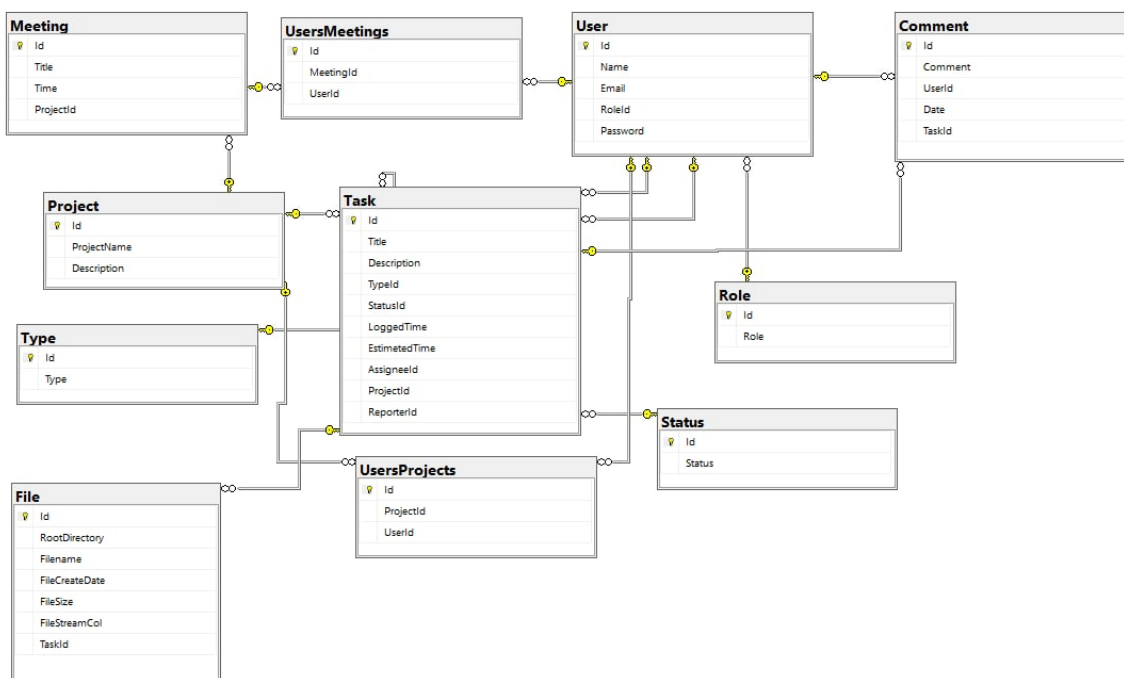 Meeting
Id
Title
Time
ProjectId
UsersMeetings
Id
MeetingId
UserId
User
Id
Name
Email
RoleId
Password
Comment
Id
Comment
UserId
Date
TaskId
Project
Id
ProjectName
Description
Task
Id
Title
Description
TypeId
StatusId
LoggedTime
EstimetedTime
AssigneeId
ProjectId
ReporterId
Role
Id
Role
Type
Id
Type
Status
Id
Status
UsersProjects
Id
ProjectId
UserId
File
Id
RootDirectory
Filename
FileCreateDate
FileSize
FileStreamCol
TaskId